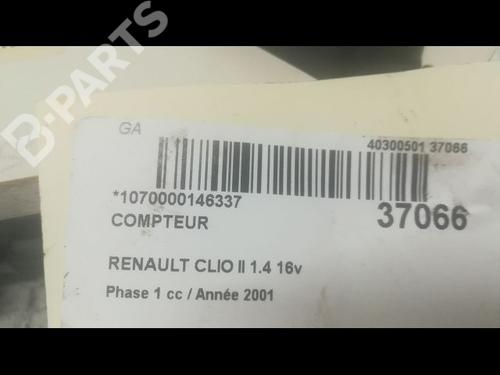 B-PARTS
GA
40300501 37066
*1070000146337
37066
COMPTEUR
RENAULT CLIO II 1.4 16v
Phase 1 cc / Année 2001